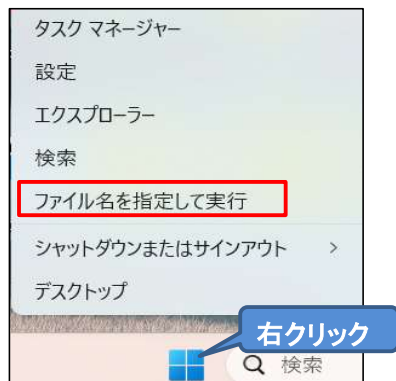 タスク マネージャー
設定
エクスプローラー
検索
ファイル名を指定して実行
シャットダウンまたはサインアウト >
デスクトップ
右クリック
検索